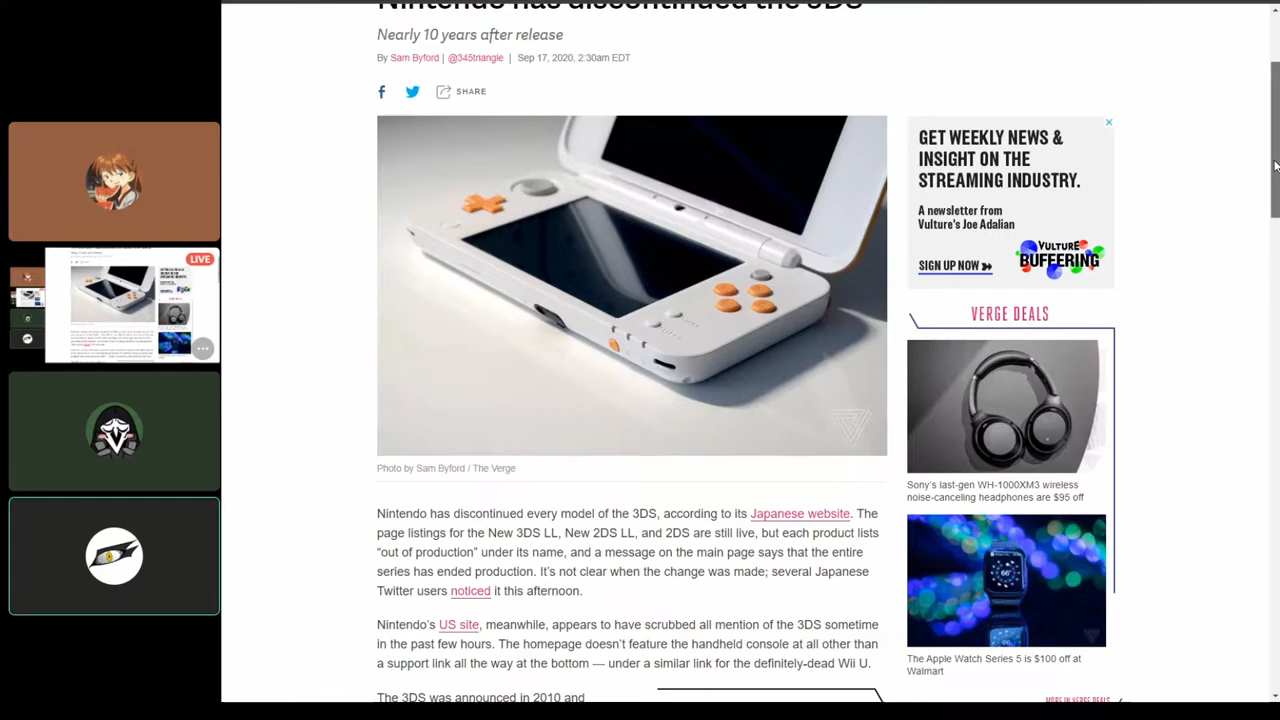 Nintendo has discontinued the 3DS
Nearly 10 years after release
By Sam Byford | @345triangle | Sep 17, 2020, 2:30am EDT
SHARE
GET WEEKLY NEWS &
INSIGHT ON THE
STREAMING INDUSTRY.
A newsletter from
Vulture's Joe Adalian
SIGN UP NOW
VULTURE
BUFFERING
LIVE
VERGE DEALS
Sony's last-gen WH-1000XM3 wireless
noise-canceling headphones are $95 off
Photo by Sam Byford / The Verge
Nintendo has discontinued every model of the 3DS, according to its Japanese website. The
page listings for the New 3DS LL, New 2DS LL, and 2DS are still live, but each product lists
“out of production” under its name, and a message on the main page says that the entire
series has ended production. It’s not clear when the change was made; several Japanese
Twitter users noticed it this afternoon.
Nintendo’s US site, meanwhile, appears to have scrubbed all mention of the 3DS sometime
in the past few hours. The homepage doesn’t feature the handheld console at all other than
a support link all the way at the bottom — under a similar link for the definitely-dead Wii U.
The Apple Watch Series 5 is $100 off at
Walmart
The 3DS was announced in 2010 and
MORE IN VERGE DEALS